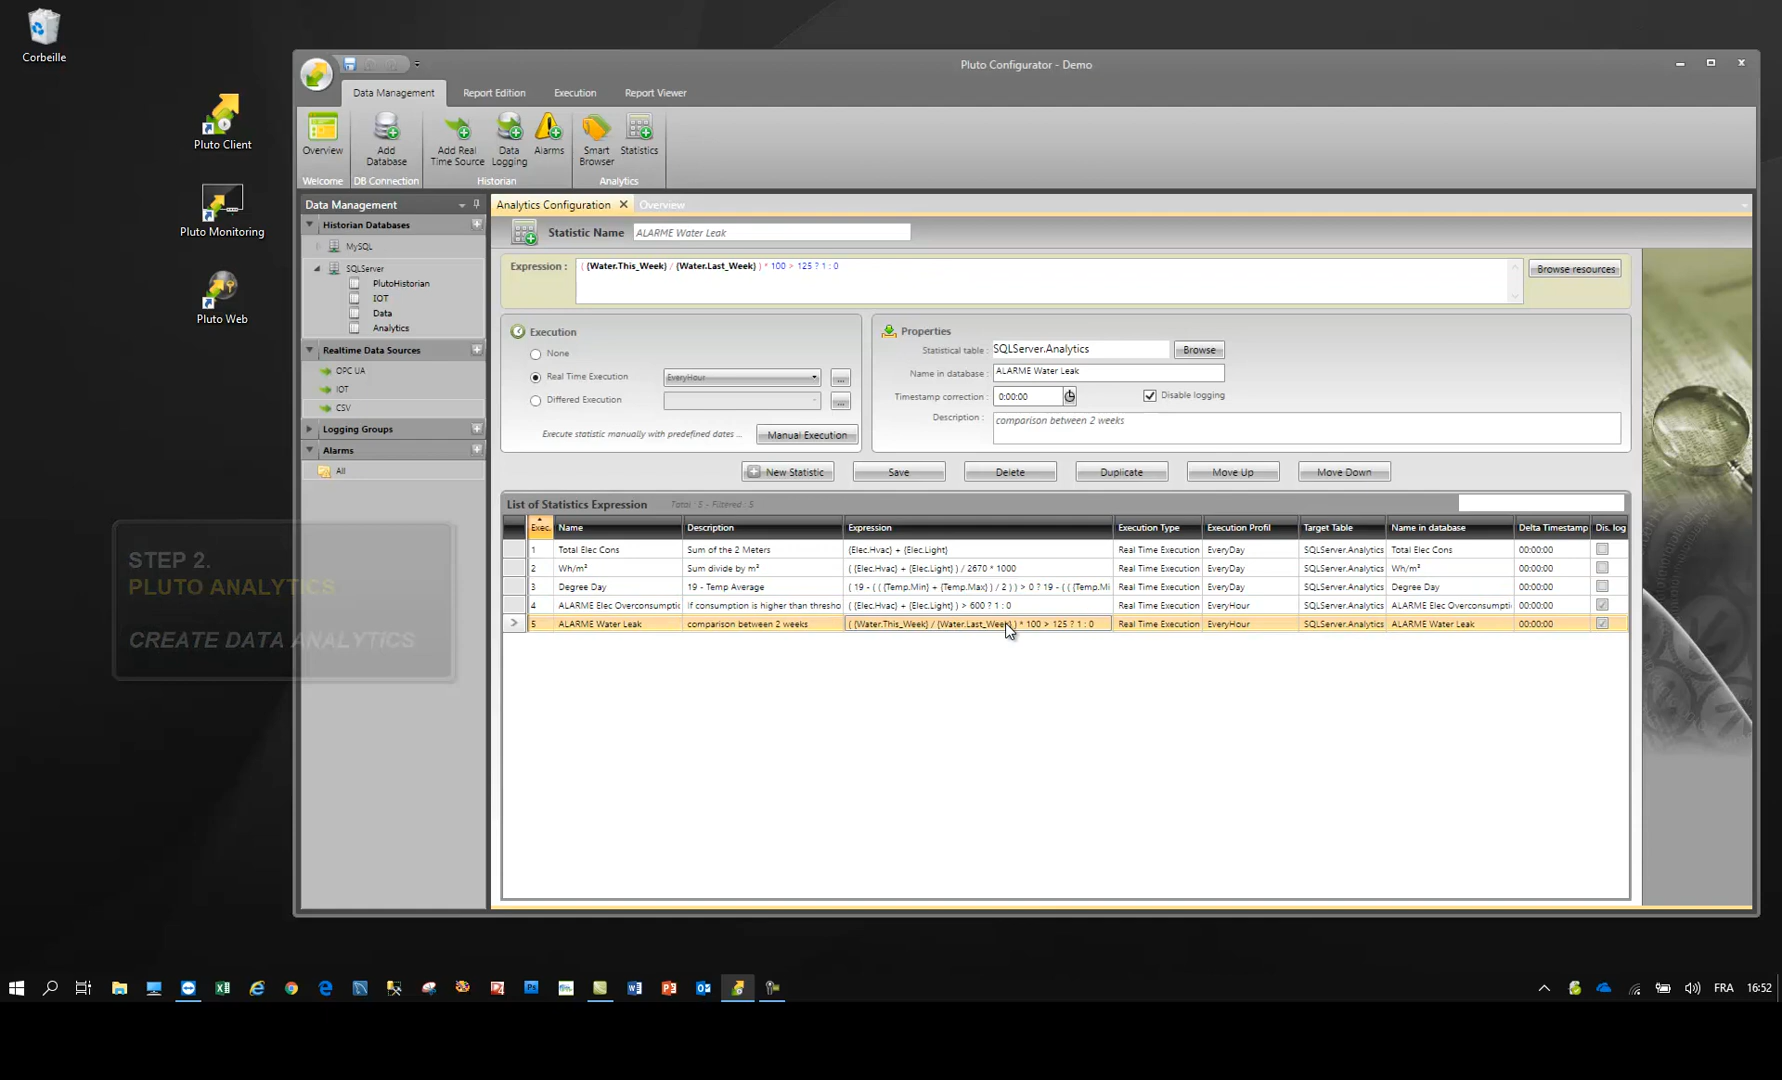 Corbeille
Pluto Client
Pluto Monitoring
Pluto Web
Pluto Configurator - Demo
Data Management Report Edition Execution Report Viewer
Overview
Add Database
Add Real Time Source
Data Logging
Alarms
Smart Browser
Statistics
Welcome DB Connection Historian Analytics
Data Management
Historian Databases
MySQL
SQLServer
PlutoHistorian
IOT
Data
Analytics
Realtime Data Sources
OPC UA
IOT
CSV
Logging Groups
Alarms
All
STEP 2.
PLUTO ANALYTICS
CREATE DATA ANALYTICS
Analytics Configuration Overview
Statistic Name ALARME Water Leak
Expression : ( {Water.This_Week} / {Water.Last_Week} ) * 100 > 125 ? 1 : 0
Browse resources
Execution
None
Real Time Execution EveryHour ...
Differed Execution ...
Execute statistic manually with predefined dates ... Manual Execution
Properties
Statistical table : SQLServer.Analytics Browse
Name in database : ALARME Water Leak
Timestamp correction : 0:00:00 Disable logging
Description : comparison between 2 weeks
New Statistic Save Delete Duplicate Move Up Move Down
List of Statistics Expression Total : 5 - Filtered : 5
Exec. Name Description Expression Execution Type Execution Profil Target Table Name in database Delta Timestamp Dis. log
1 Total Elec Cons Sum of the 2 Meters {Elec.Hvac} + {Elec.Light} Real Time Execution EveryDay SQLServer.Analytics Total Elec Cons 00:00:00
2 Wh/m² Sum divide by m² ( {Elec.Hvac} + {Elec.Light} ) / 2670 * 1000 Real Time Execution EveryDay SQLServer.Analytics Wh/m² 00:00:00
3 Degree Day 19 - Temp Average ( 19 - ( ( {Temp.Min} + {Temp.Max} ) / 2 ) ) > 0 ? 19 - ( ( {Temp.Mi Real Time Execution EveryDay SQLServer.Analytics Degree Day 00:00:00
4 ALARME Elec Overconsumptic If consumption is higher than thresho ( {Elec.Hvac} + {Elec.Light} ) > 600 ? 1 : 0 Real Time Execution EveryHour SQLServer.Analytics ALARME Elec Overconsumpti 00:00:00
5 ALARME Water Leak comparison between 2 weeks ( {Water.This_Week} / {Water.Last_Week} ) * 100 > 125 ? 1 : 0 Real Time Execution EveryHour SQLServer.Analytics ALARME Water Leak 00:00:00
FRA 16:52